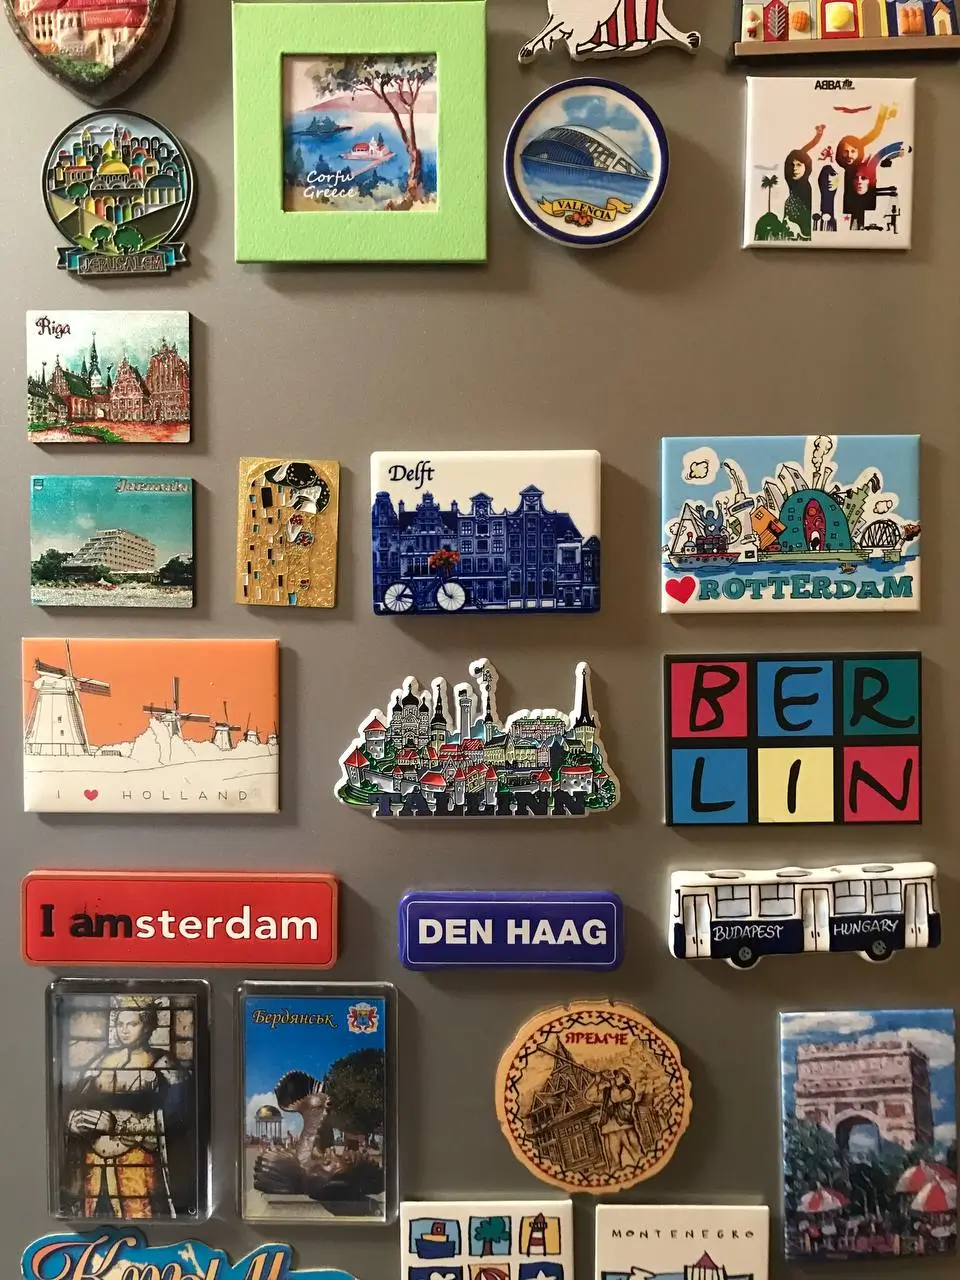 Corfu
Greece
VALENCIA
ABBA
JERUSALEM
Riga
Jurmala
Delft
ROTTERDAM
I HOLLAND
TALLINN
BER
LIN
I amsterdam
DEN HAAG
BUDAPEST HUNGARY
Бердянськ
ЯРЕМЧЕ
MONTENEGRO